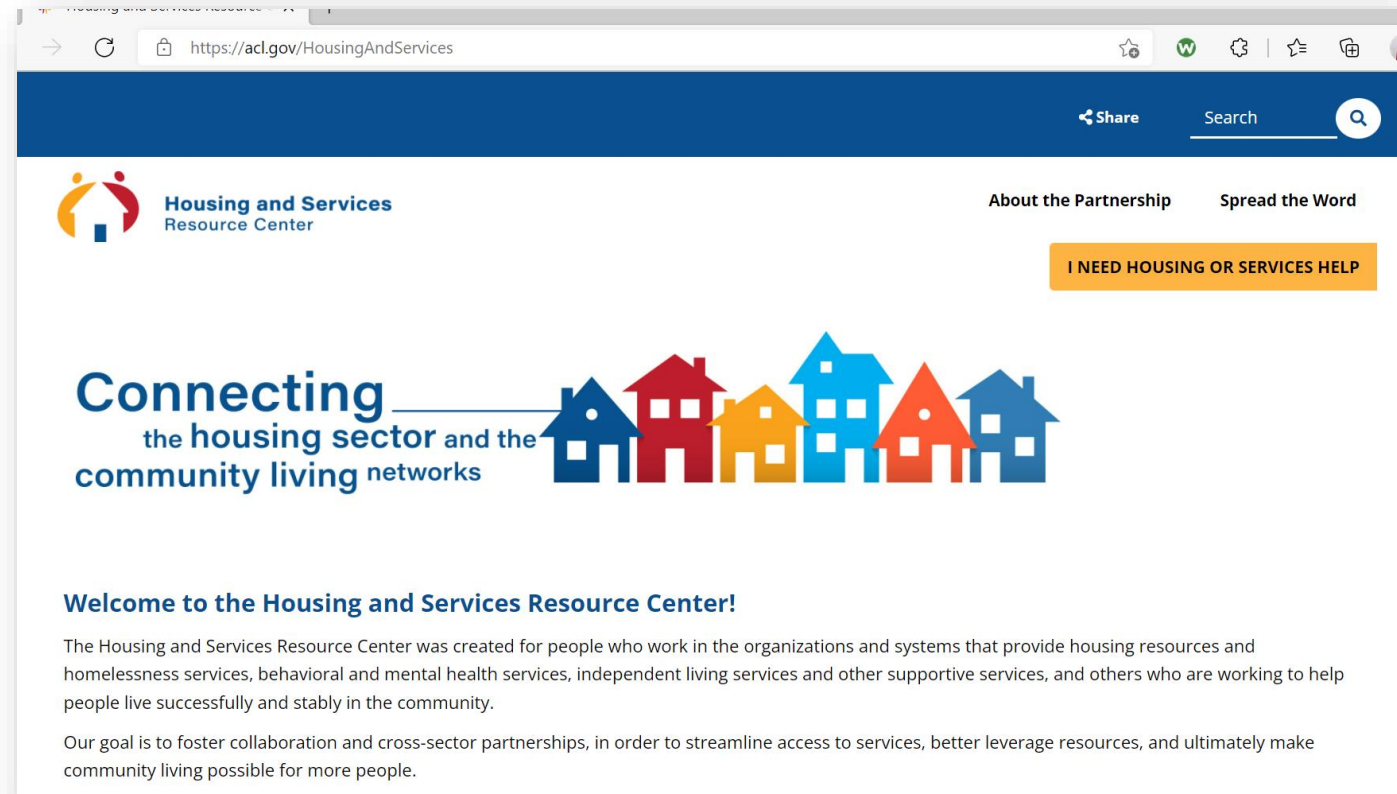 Housing and Services Resource
https://acl.gov/HousingAndServices
Share
Search
Housing and Services
Resource Center
About the Partnership
Spread the Word
I NEED HOUSING OR SERVICES HELP
Connecting
the housing sector and the
community living networks
Welcome to the Housing and Services Resource Center!
The Housing and Services Resource Center was created for people who work in the organizations and systems that provide housing resources and
homelessness services, behavioral and mental health services, independent living services and other supportive services, and others who are working to help
people live successfully and stably in the community.
Our goal is to foster collaboration and cross-sector partnerships, in order to streamline access to services, better leverage resources, and ultimately make
community living possible for more people.